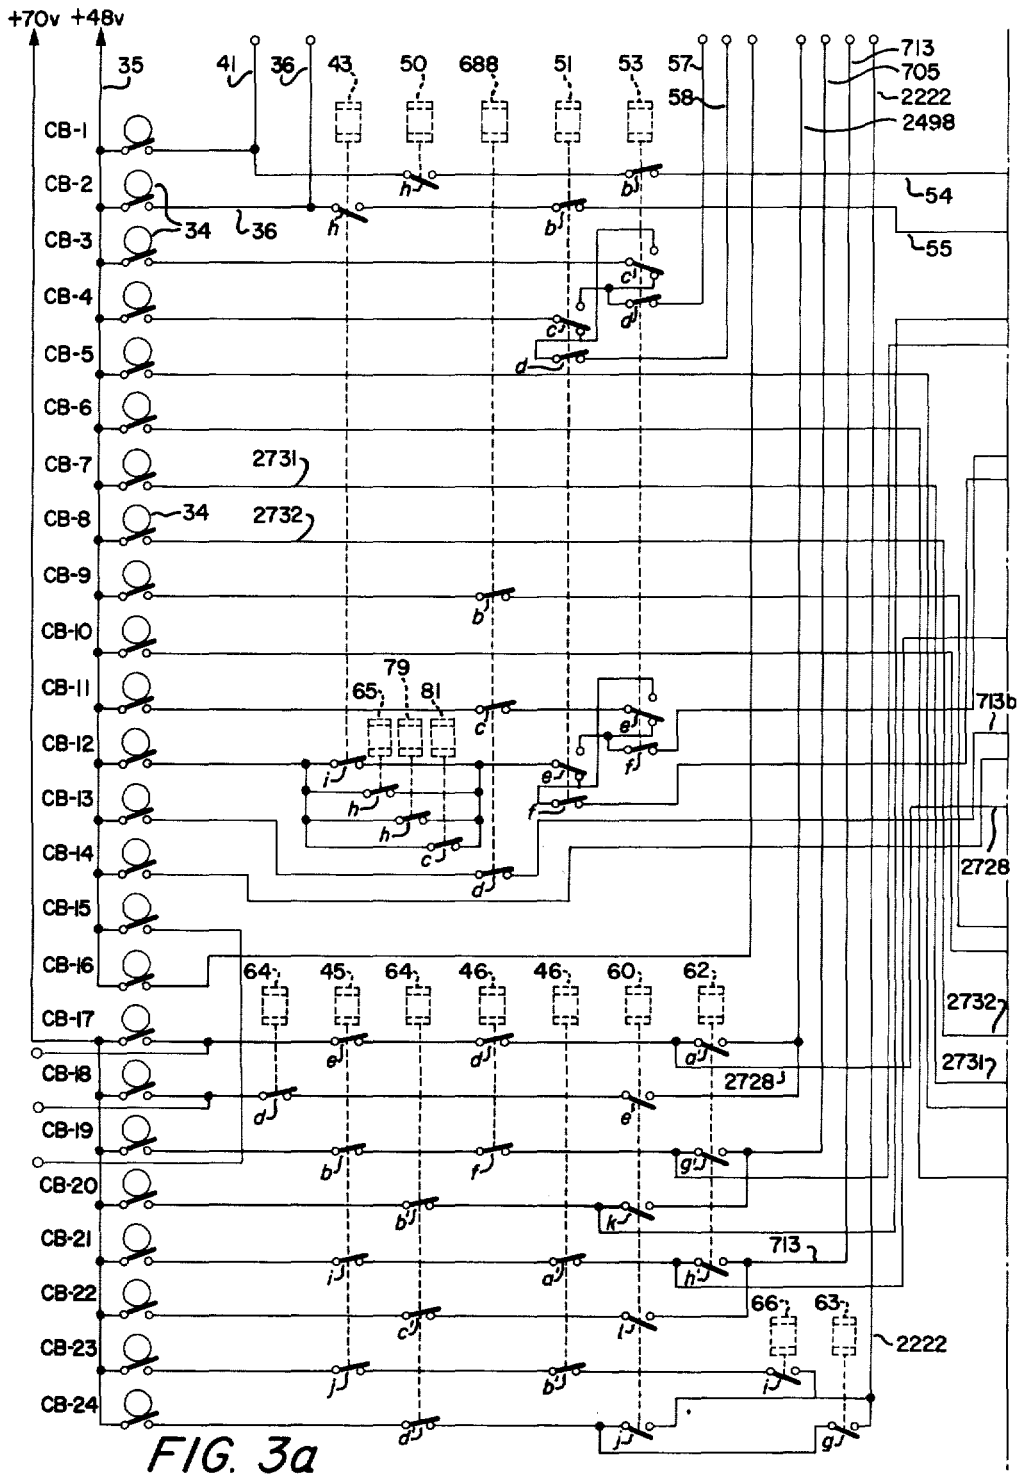 +70v +48v
35 41 36 43 50 688 51 53 57 58 713 705 2222 2498
CB-1
CB-2
h b 54
34 36 h b 55
CB-3
c
CB-4
d
c
CB-5
d
CB-6
CB-7
2731
CB-8
34 2732
CB-9
b
CB-10
CB-11
65 79 81
c e 713b
CB-12
i e f
CB-13
h f
h
c
CB-14
d 2728
CB-15
CB-16
64 45 64 46 46 60 62
2732
CB-17
e d a
2728 2731
CB-18
d e
CB-19
b f g
CB-20
b k
CB-21
713
i a h
CB-22
c i 66 63
CB-23
2222
j b i
CB-24
d j g
FIG. 3a